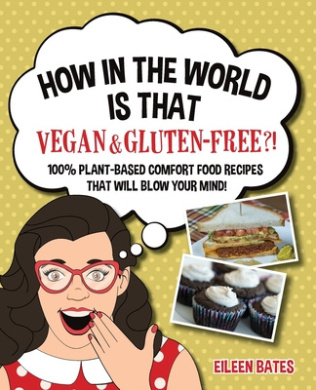 HOW IN THE WORLD
IS THAT
VEGAN & GLUTEN-FREE?!
100% PLANT-BASED COMFORT FOOD RECIPES
THAT WILL BLOW YOUR MIND!
EILEEN BATES